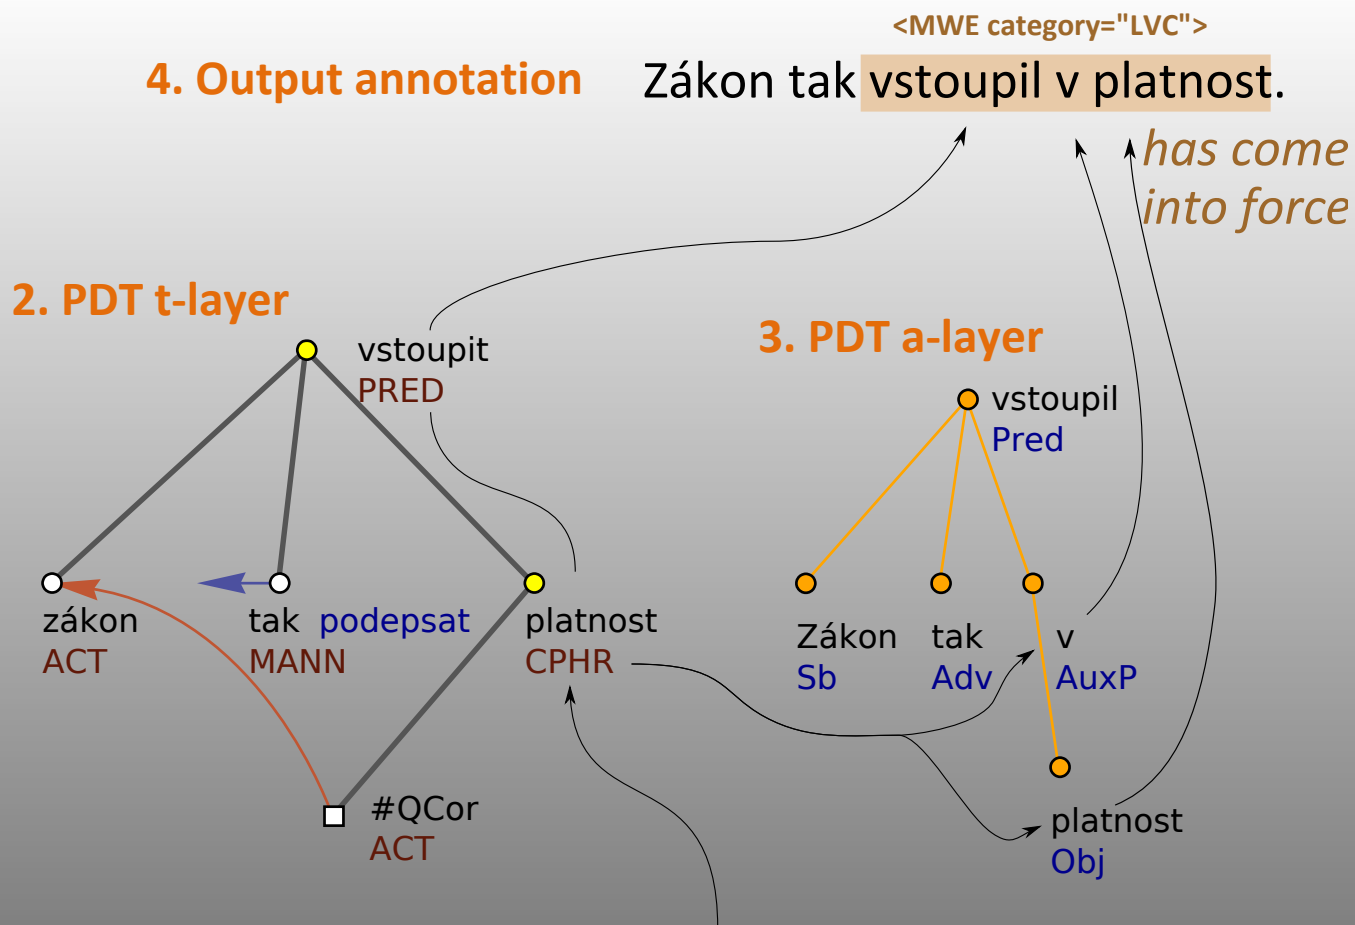 <MWE category="LVC">
4. Output annotation
Zákon tak vstoupil v platnost.
has come
into force
2. PDT t-layer
3. PDT a-layer
vstoupit
PRED
vstoupil
Pred
zákon
ACT
tak podepsat
MANN
platnost
CPHR
Zákon
Sb
tak
Adv
v
AuxP
#QCor
ACT
platnost
Obj